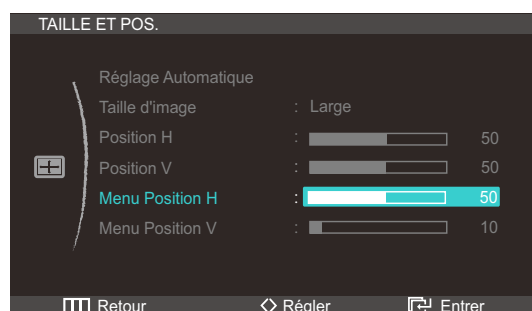 TAILLE ET POS.
Réglage Automatique
Taille d'image : Large
Position H : 50
Position V : 50
Menu Position H : 50
Menu Position V : 10
Retour Régler Entrer